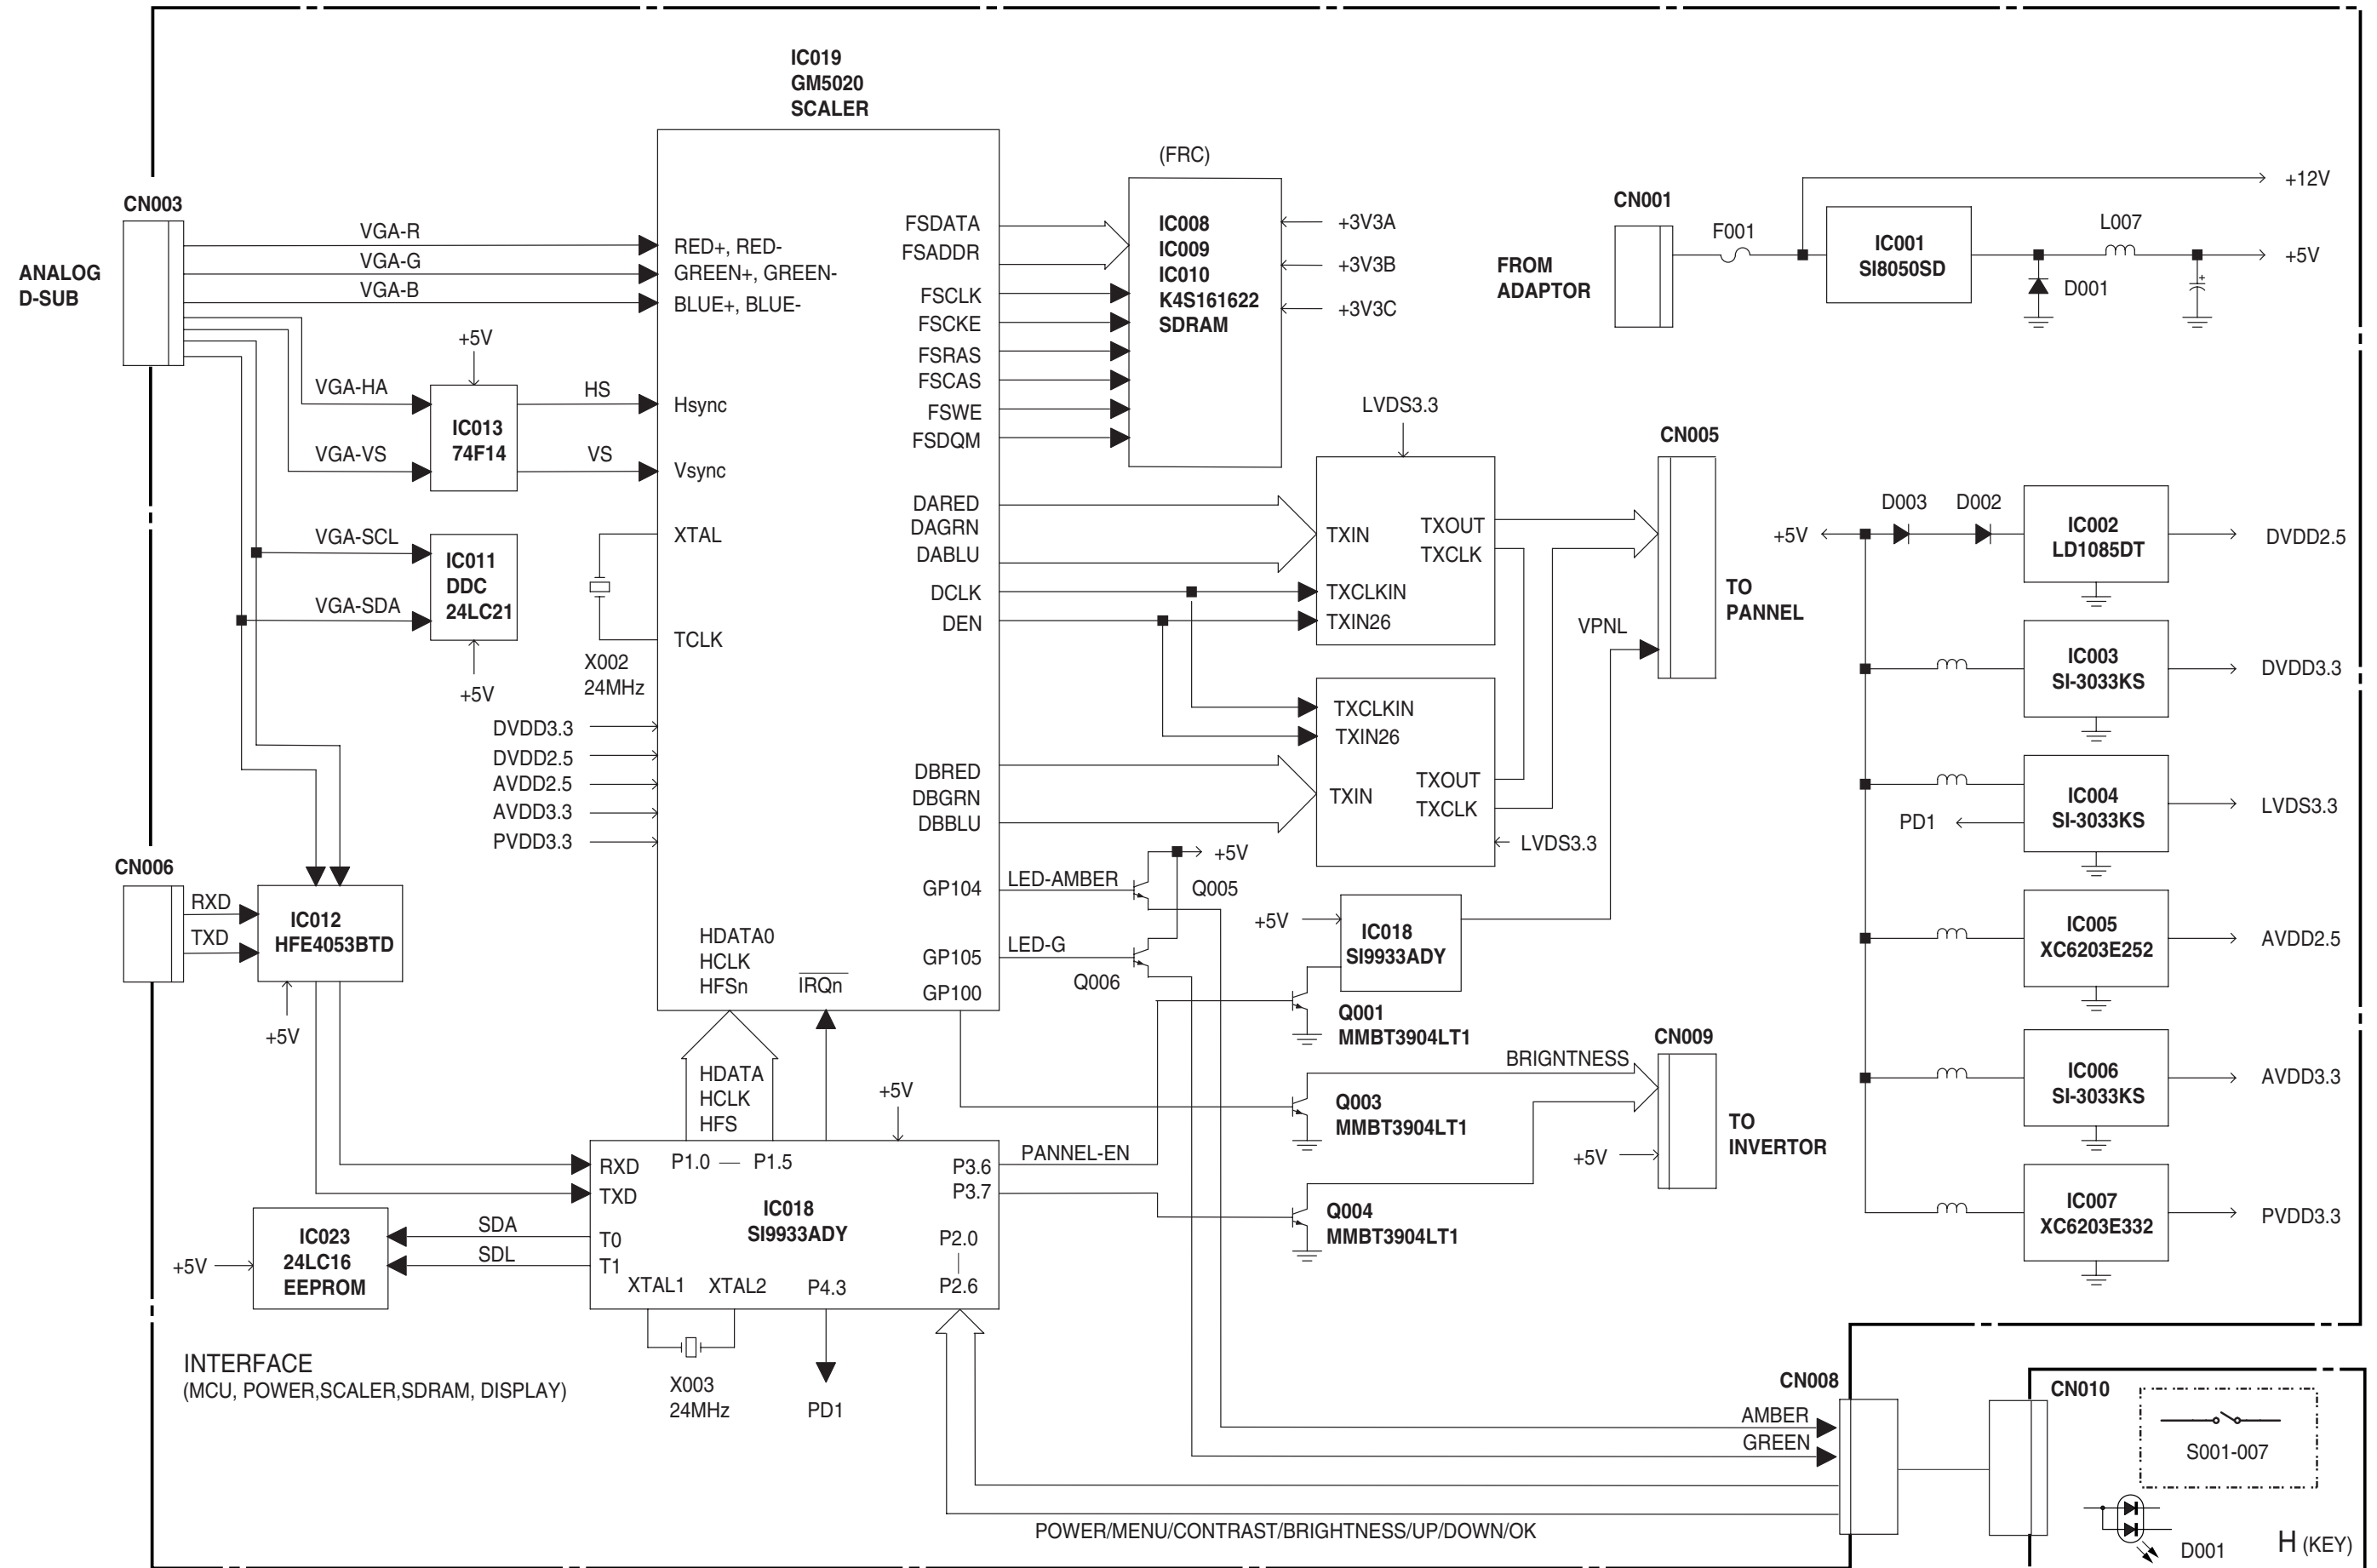 IC019
GM5020
SCALER
(FRC)
CN003
ANALOG
D-SUB
VGA-R
VGA-G
VGA-B
RED+, RED-
GREEN+, GREEN-
BLUE+, BLUE-
+5V
VGA-HA
VGA-VS
IC013
74F14
HS
VS
Hsync
Vsync
VGA-SCL
VGA-SDA
IC011
DDC
24LC21
+5V
XTAL
TCLK
X002
24MHz
DVDD3.3
DVDD2.5
AVDD2.5
AVDD3.3
PVDD3.3
FSDATA
FSADDR
FSCLK
FSCKE
FSRAS
FSCAS
FSWE
FSDQM
IC008
IC009
IC010
K4S161622
SDRAM
+3V3A
+3V3B
+3V3C
DARED
DAGRN
DABLU
DCLK
DEN
DBRED
DBGRN
DBBLU
GP104
GP105
GP100
HDATA0
HCLK
HFSn
IRQn
LVDS3.3
TXIN
TXOUT
TXCLK
TXCLKIN
TXIN26
TXCLKIN
TXIN26
TXIN
TXOUT
TXCLK
LVDS3.3
CN005
TO
PANNEL
VPNL
LED-AMBER
+5V
Q005
LED-G
Q006
+5V
IC018
SI9933ADY
Q001
MMBT3904LT1
BRIGNTNESS
Q003
MMBT3904LT1
Q004
MMBT3904LT1
CN009
TO
INVERTOR
+5V
CN001
FROM
ADAPTOR
F001
IC001
SI8050SD
L007
D001
+12V
+5V
+5V
D003
D002
IC002
LD1085DT
DVDD2.5
IC003
SI-3033KS
DVDD3.3
IC004
SI-3033KS
LVDS3.3
PD1
IC005
XC6203E252
AVDD2.5
IC006
SI-3033KS
AVDD3.3
IC007
XC6203E332
PVDD3.3
CN006
RXD
TXD
IC012
HFE4053BTD
+5V
HDATA
HCLK
HFS
+5V
RXD
TXD
T0
T1
P1.0 — P1.5
IC018
SI9933ADY
P3.6
P3.7
P2.0
|
P2.6
XTAL1
XTAL2
P4.3
PANNEL-EN
IC023
24LC16
EEPROM
SDA
SDL
+5V
X003
24MHz
PD1
INTERFACE
(MCU, POWER,SCALER,SDRAM, DISPLAY)
CN008
AMBER
GREEN
POWER/MENU/CONTRAST/BRIGHTNESS/UP/DOWN/OK
CN010
S001-007
D001
H (KEY)